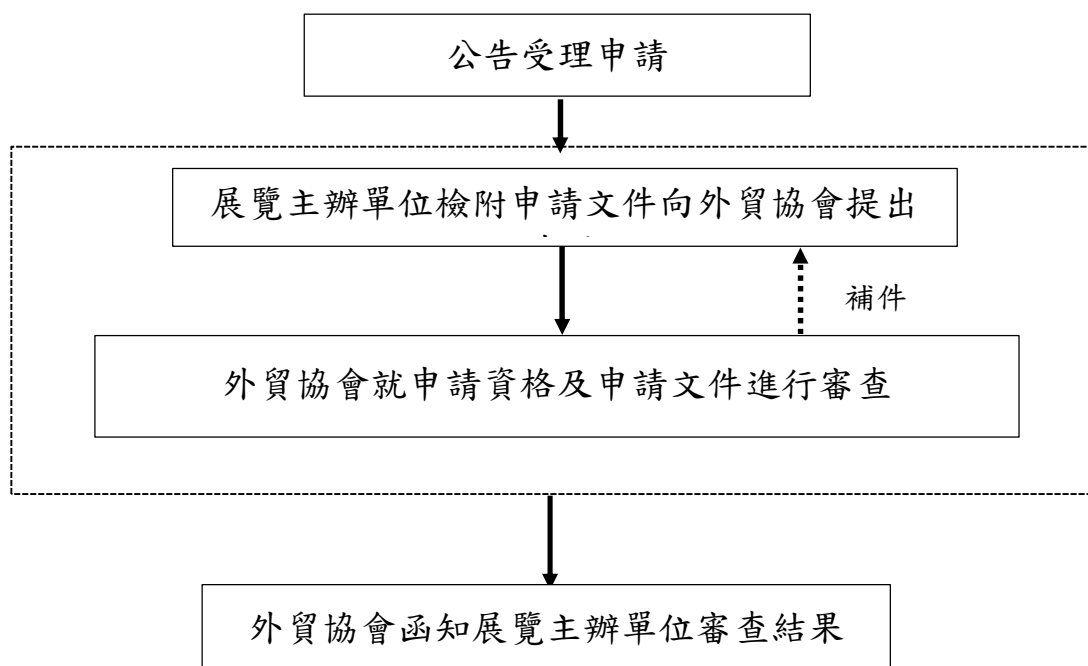 公告受理申請
展覽主辦單位檢附申請文件向外貿協會提出
補件
外貿協會就申請資格及申請文件進行審查
外貿協會函知展覽主辦單位審查結果